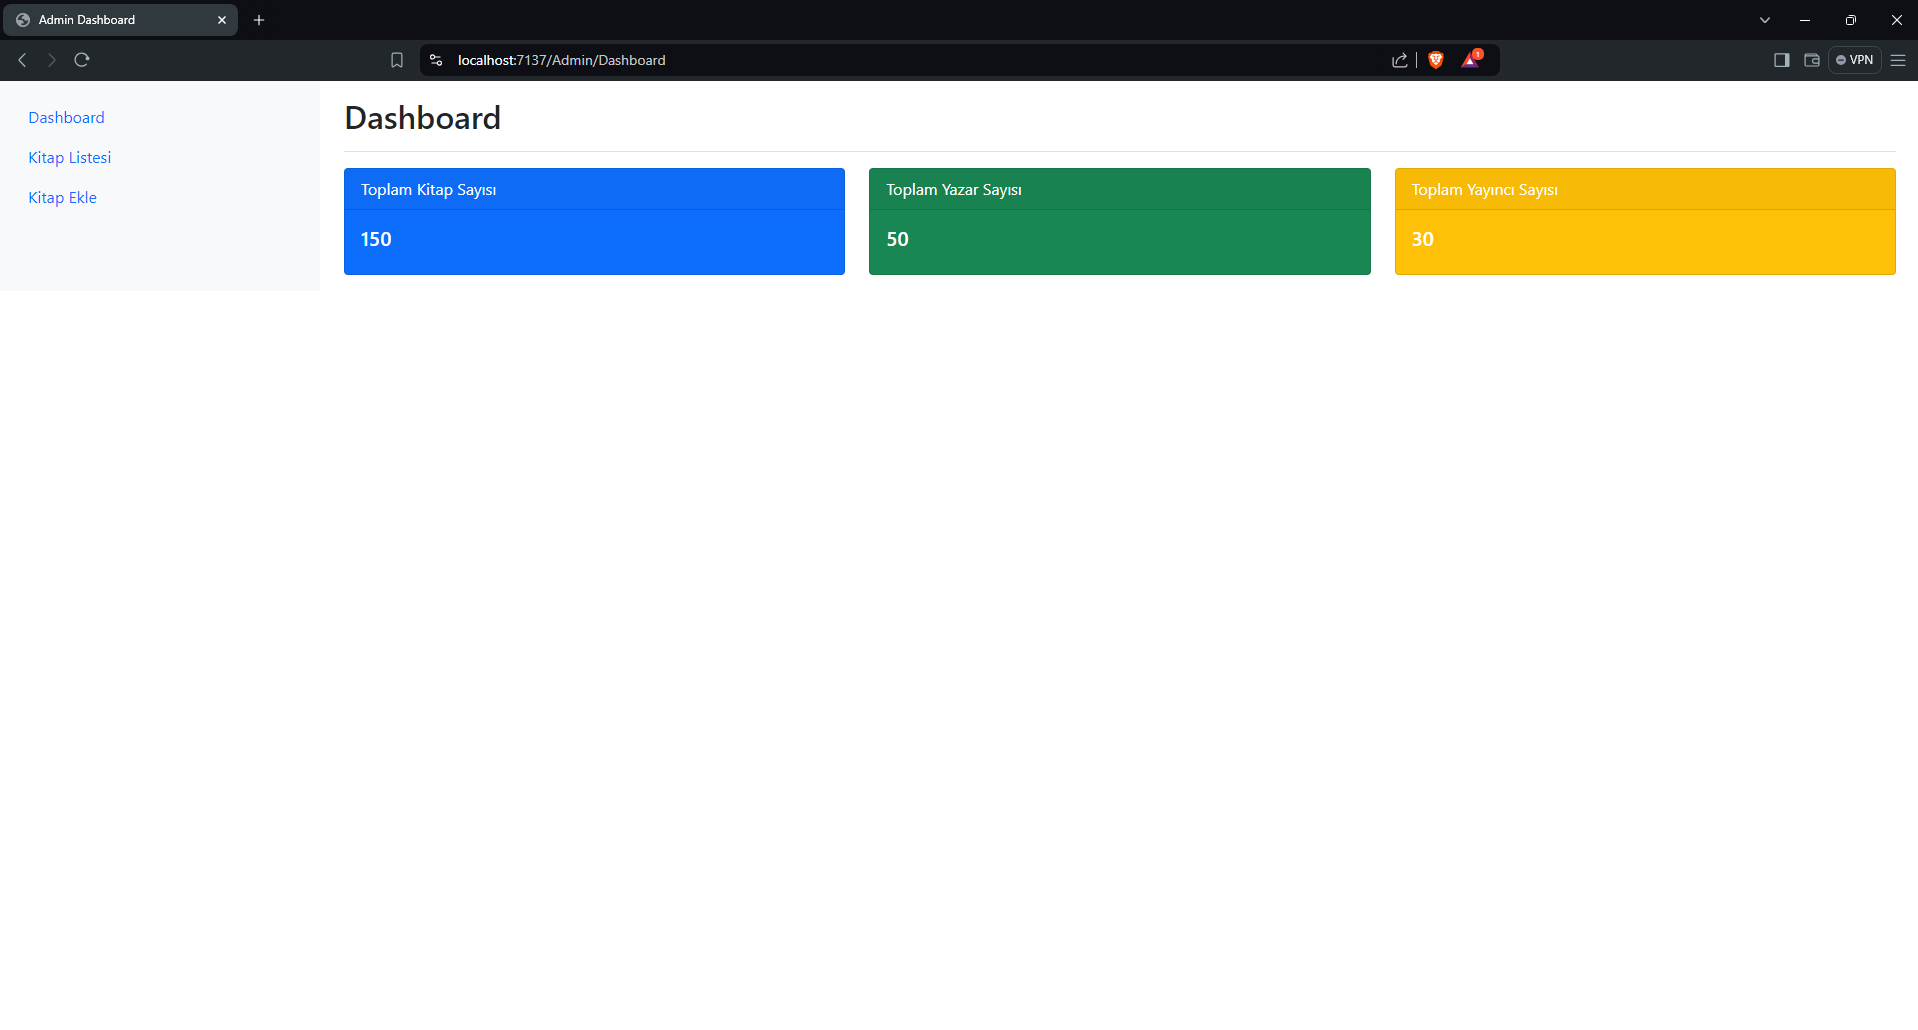 Admin Dashboard
localhost:7137/Admin/Dashboard
1
VPN
Dashboard
Kitap Listesi
Kitap Ekle
Dashboard
Toplam Kitap Sayısı
150
Toplam Yazar Sayısı
50
Toplam Yayıncı Sayısı
30